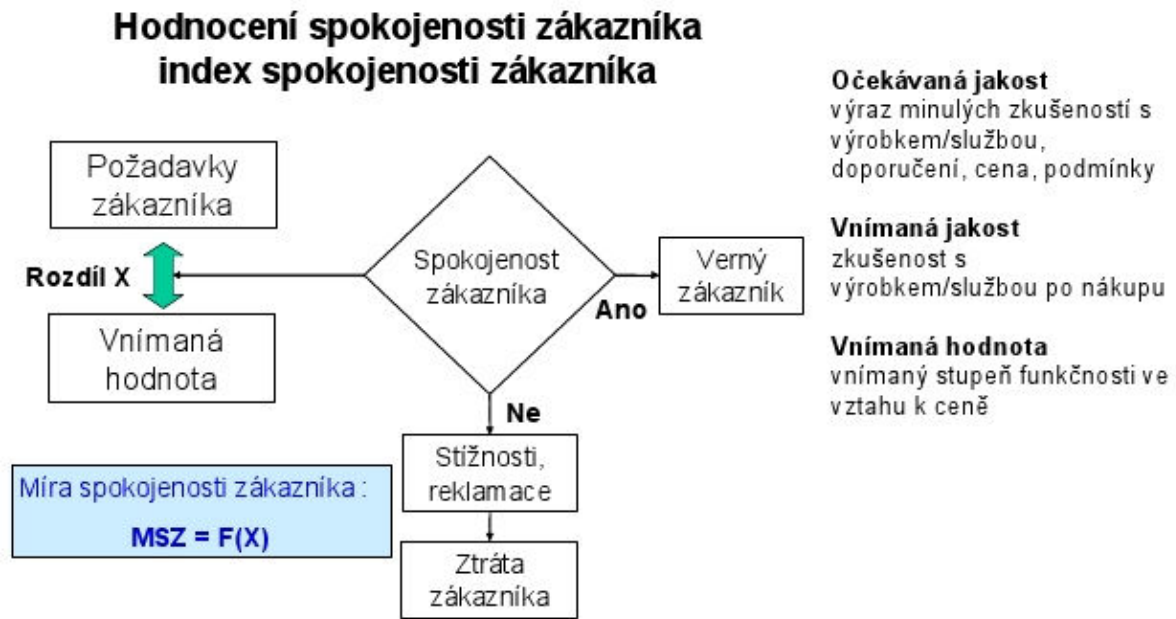 Hodnocení spokojenosti zákazníka
index spokojenosti zákazníka
Požadavky
zákazníka
Rozdíl X
Vnímaná
hodnota
Spokojenost
zákazníka
Ano
Verný
zákazník
Ne
Stížnosti,
reklamace
Ztráta
zákazníka
Míra spokojenosti zákazníka :
MSZ = F(X)
Očekávaná jakost
výraz minulých zkušeností s
výrobkem/službou,
doporučení, cena, podmínky
Vnímaná jakost
zkušenost s
výrobkem/službou po nákupu
Vnímaná hodnota
vnímaný stupeň funkčnosti ve
vztahu k ceně